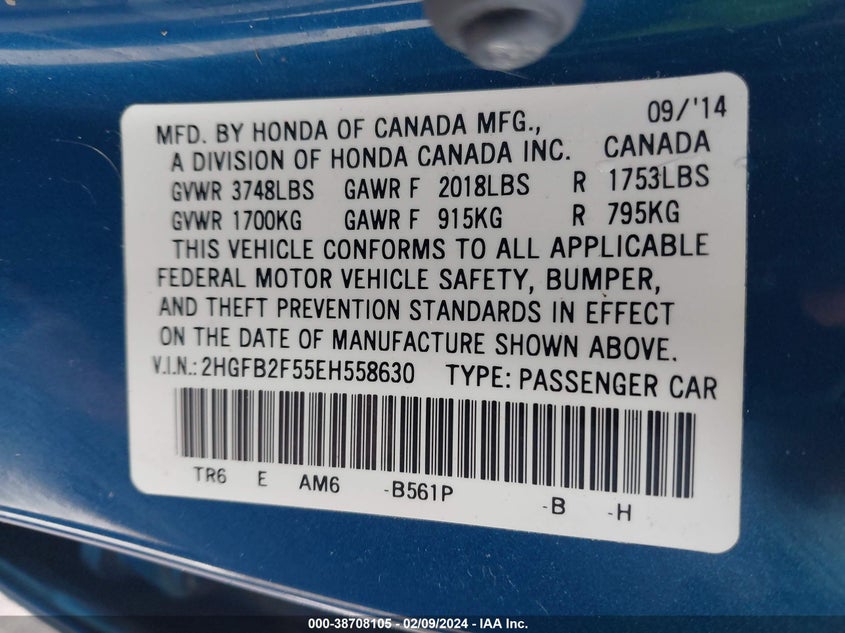 09/'14
MFD. BY HONDA OF CANADA MFG.,
A DIVISION OF HONDA CANADA INC. CANADA
GVWR 3748LBS GAWR F 2018LBS R 1753LBS
GVWR 1700KG GAWR F 915KG R 795KG
THIS VEHICLE CONFORMS TO ALL APPLICABLE
FEDERAL MOTOR VEHICLE SAFETY, BUMPER,
AND THEFT PREVENTION STANDARDS IN EFFECT
ON THE DATE OF MANUFACTURE SHOWN ABOVE.
V.I.N.: 2HGFB2F55EH558630 TYPE: PASSENGER CAR
TR6 E AM6 -B561P -B -H
000-38708105 - 02/09/2024 - IAA Inc.